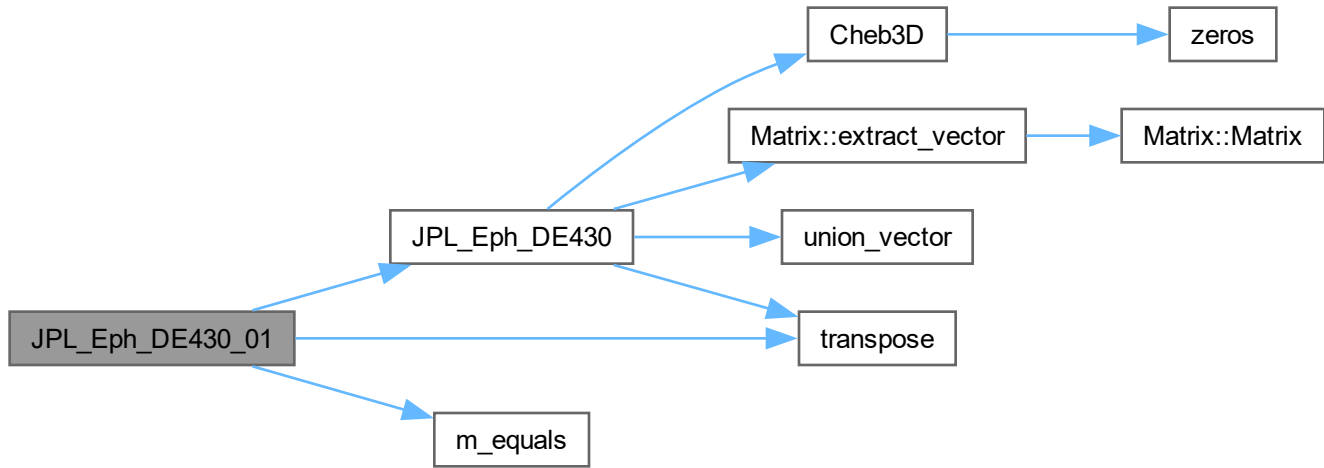 Cheb3D
zeros
Matrix::extract_vector
Matrix::Matrix
JPL_Eph_DE430
union_vector
JPL_Eph_DE430_01
transpose
m_equals